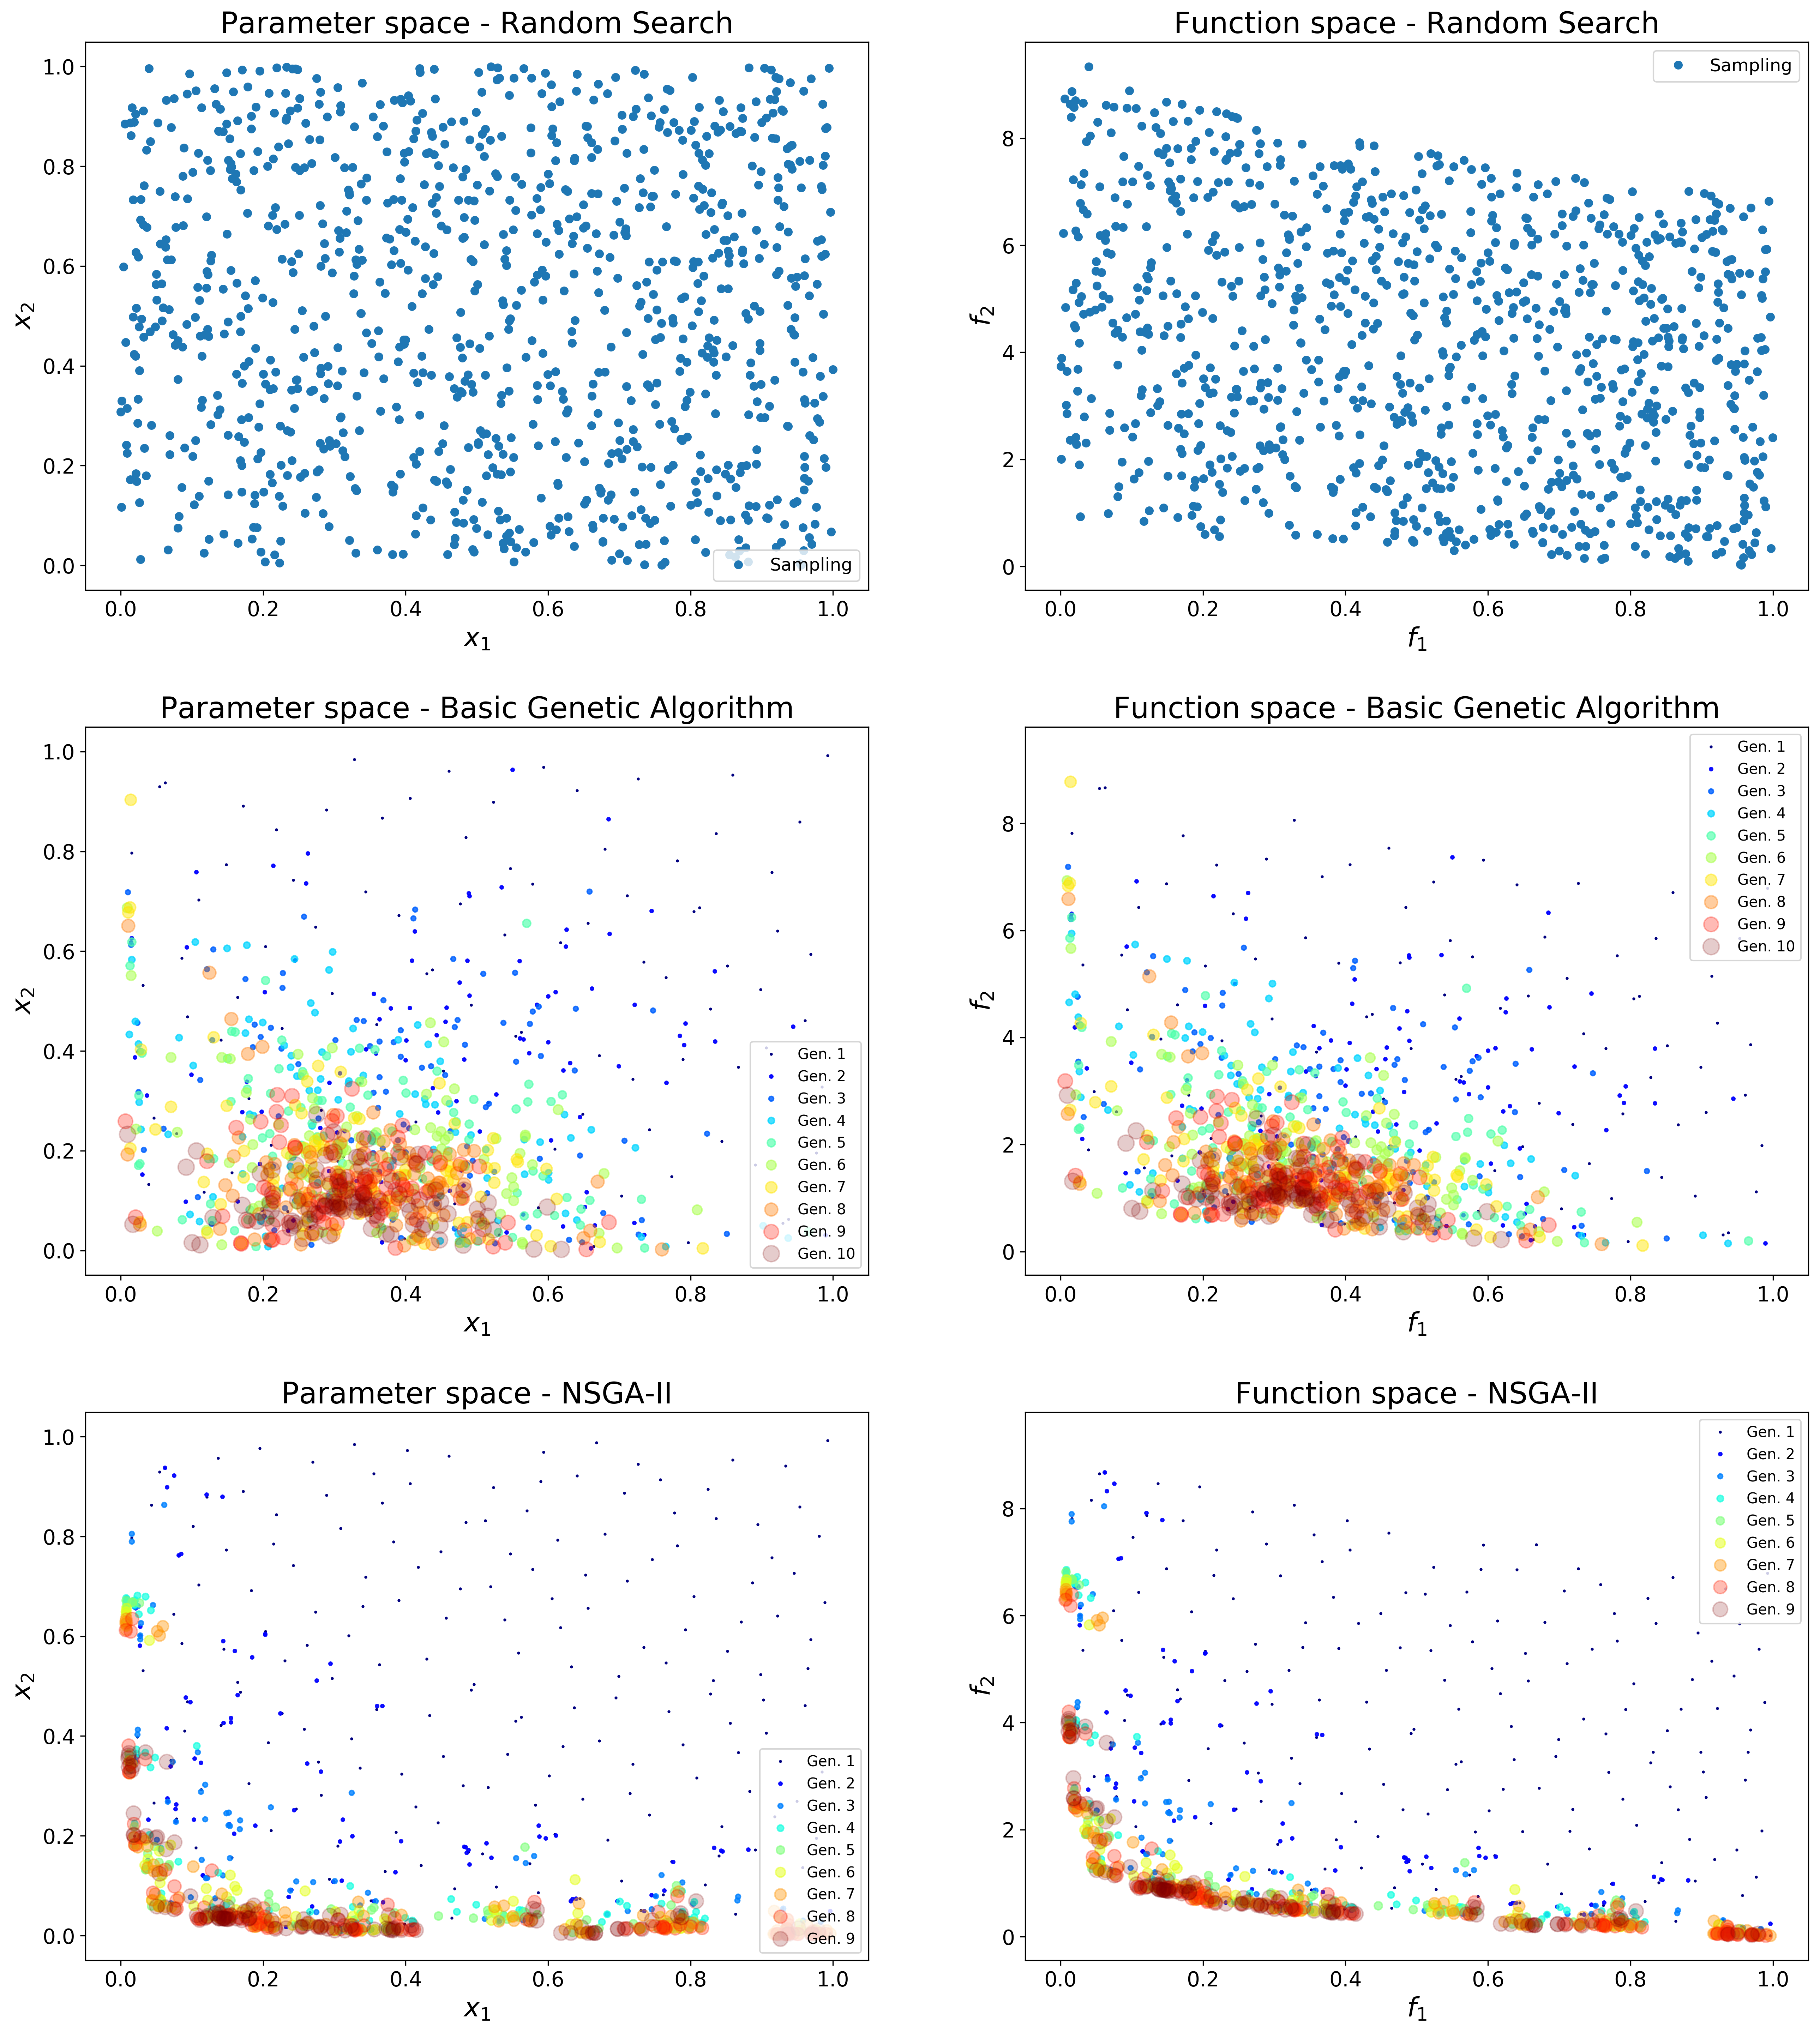 Parameter space - Random Search
1.0
0.8
0.6
0.4
0.2
0.0
x2
Sampling
0.0 0.2 0.4 0.6 0.8 1.0
x1
Function space - Random Search
Sampling
8
6
4
2
0
f2
0.0 0.2 0.4 0.6 0.8 1.0
f1
Parameter space - Basic Genetic Algorithm
1.0
0.8
0.6
0.4
0.2
0.0
x2
Gen. 1
Gen. 2
Gen. 3
Gen. 4
Gen. 5
Gen. 6
Gen. 7
Gen. 8
Gen. 9
Gen. 10
0.0 0.2 0.4 0.6 0.8 1.0
x1
Function space - Basic Genetic Algorithm
Gen. 1
Gen. 2
Gen. 3
Gen. 4
Gen. 5
Gen. 6
Gen. 7
Gen. 8
Gen. 9
Gen. 10
8
6
4
2
0
f2
0.0 0.2 0.4 0.6 0.8 1.0
f1
Parameter space - NSGA-II
1.0
0.8
0.6
0.4
0.2
0.0
x2
Gen. 1
Gen. 2
Gen. 3
Gen. 4
Gen. 5
Gen. 6
Gen. 7
Gen. 8
Gen. 9
0.0 0.2 0.4 0.6 0.8 1.0
x1
Function space - NSGA-II
Gen. 1
Gen. 2
Gen. 3
Gen. 4
Gen. 5
Gen. 6
Gen. 7
Gen. 8
Gen. 9
8
6
4
2
0
f2
0.0 0.2 0.4 0.6 0.8 1.0
f1